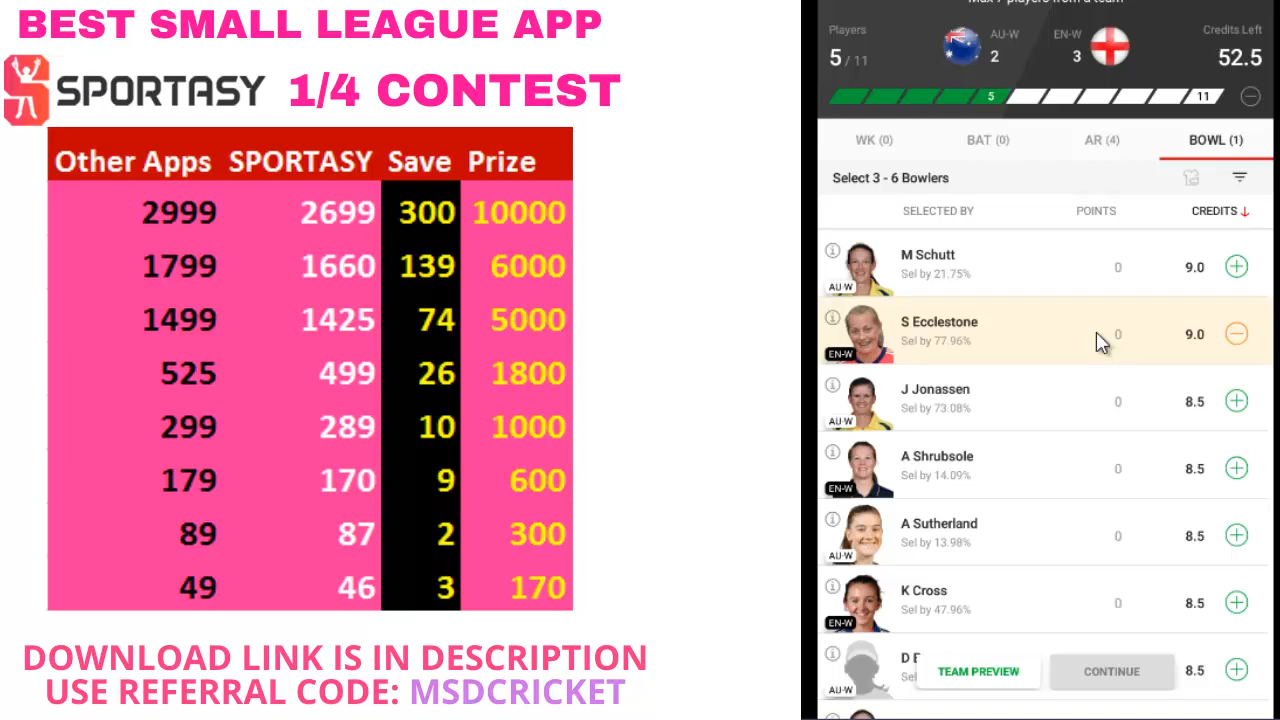 BEST SMALL LEAGUE APP
SPORTASY 1/4 CONTEST
Other Apps SPORTASY Save Prize
2999 2699 300 10000
1799 1660 139 6000
1499 1425 74 5000
525 499 26 1800
299 289 10 1000
179 170 9 600
89 87 2 300
49 46 3 170
DOWNLOAD LINK IS IN DESCRIPTION
USE REFERRAL CODE: MSDCRICKET
Max 7 players from a team
Players AU-W EN-W Credits Left
5 / 11 2 3 52.5
5 11
WK (0) BAT (0) AR (4) BOWL (1)
Select 3 - 6 Bowlers
SELECTED BY POINTS CREDITS
M Schutt
Sel by 21.75% 0 9.0
AU-W
S Ecclestone
Sel by 77.96% 0 9.0
EN-W
J Jonassen
Sel by 73.08% 0 8.5
AU-W
A Shrubsole
Sel by 14.09% 0 8.5
EN-W
A Sutherland
Sel by 13.98% 0 8.5
AU-W
K Cross
Sel by 47.96% 0 8.5
EN-W
D
Sel TEAM PREVIEW CONTINUE 8.5
AU-W